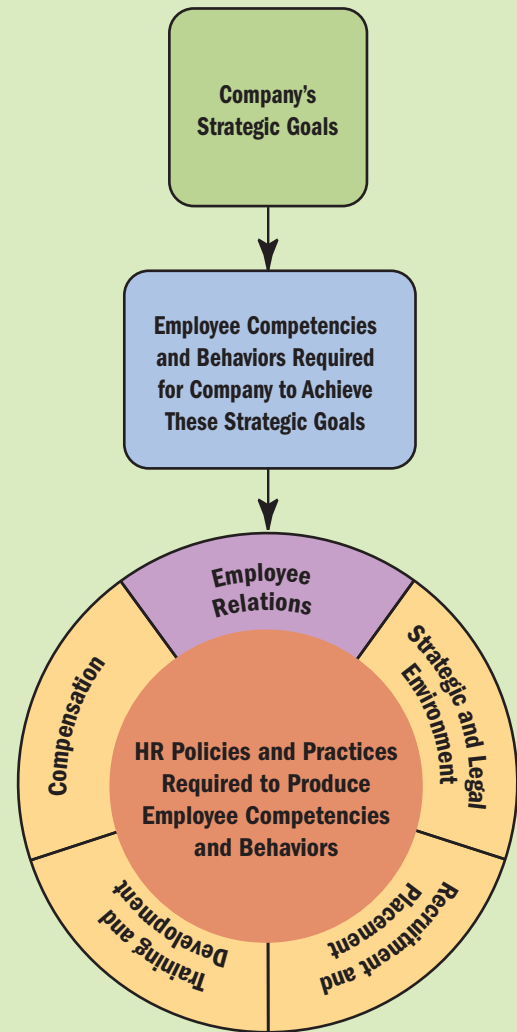 Company's
Strategic Goals
Employee Competencies
and Behaviors Required
for Company to Achieve
These Strategic Goals
Employee
Relations
Strategic and Legal
Environment
Recruitment and
Placement
Training and
Development
Compensation
HR Policies and Practices
Required to Produce
Employee Competencies
and Behaviors